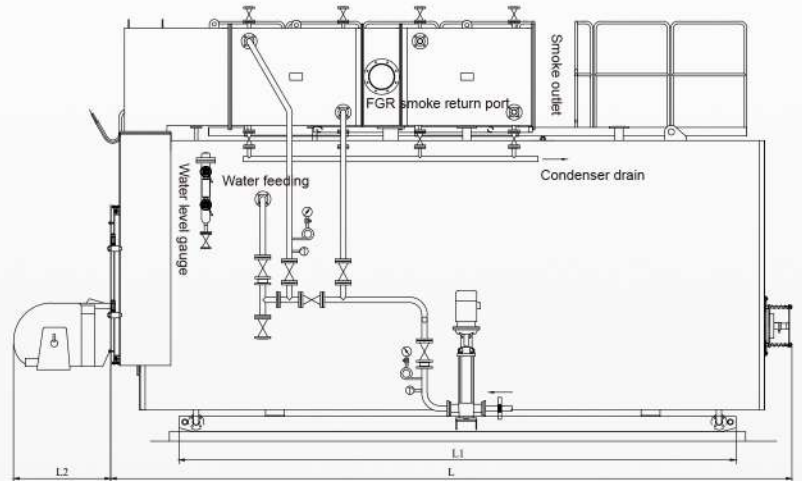 Smoke outlet
FGR smoke return port
Water level gauge
Water feeding
Condenser drain
L1
L2
L